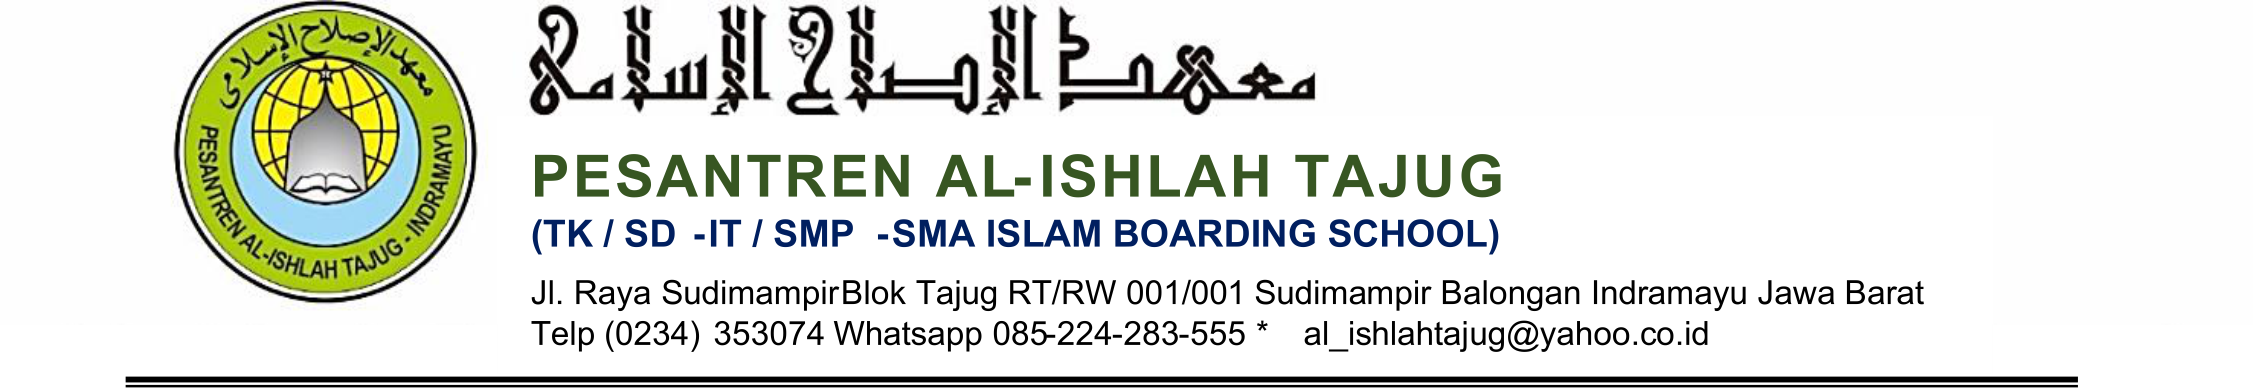 معهد الإصلاح الإسلامي
معهد الإصلاح الإسلامي
PESANTREN AL-ISHLAH TAJUG - INDRAMAYU
PESANTREN AL-ISHLAH TAJUG
(TK / SD -IT / SMP -SMA ISLAM BOARDING SCHOOL)
Jl. Raya SudimampirBlok Tajug RT/RW 001/001 Sudimampir Balongan Indramayu Jawa Barat
Telp (0234) 353074 Whatsapp 085-224-283-555 * al_ishlahtajug@yahoo.co.id